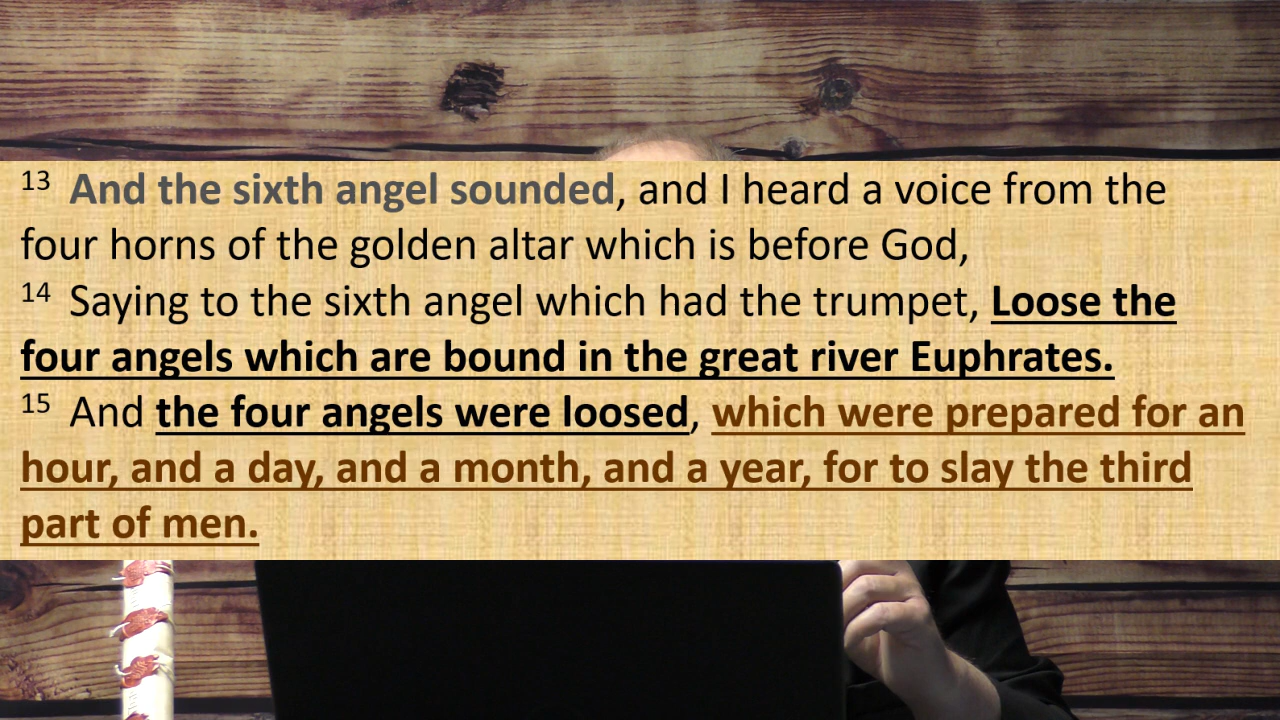 13 And the sixth angel sounded, and I heard a voice from the
four horns of the golden altar which is before God,
14 Saying to the sixth angel which had the trumpet, Loose the
four angels which are bound in the great river Euphrates.
15 And the four angels were loosed, which were prepared for an
hour, and a day, and a month, and a year, for to slay the third
part of men.